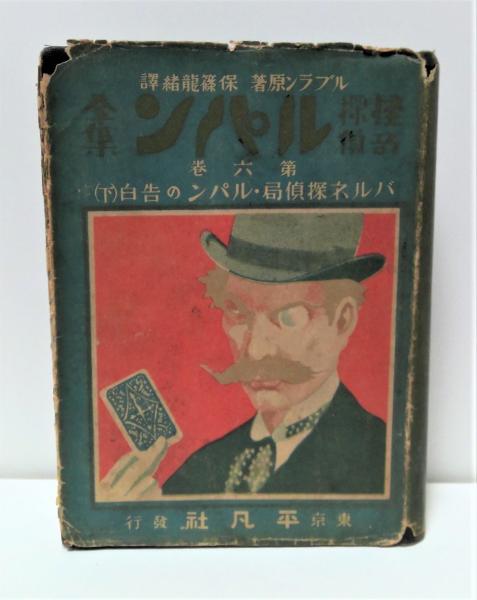 ルブラン原著 保篠龍緒譯
怪盗探偵 ルパン全集
第六卷
バルネ探偵局・ルパンの告白(下)
東京 平凡社 發行